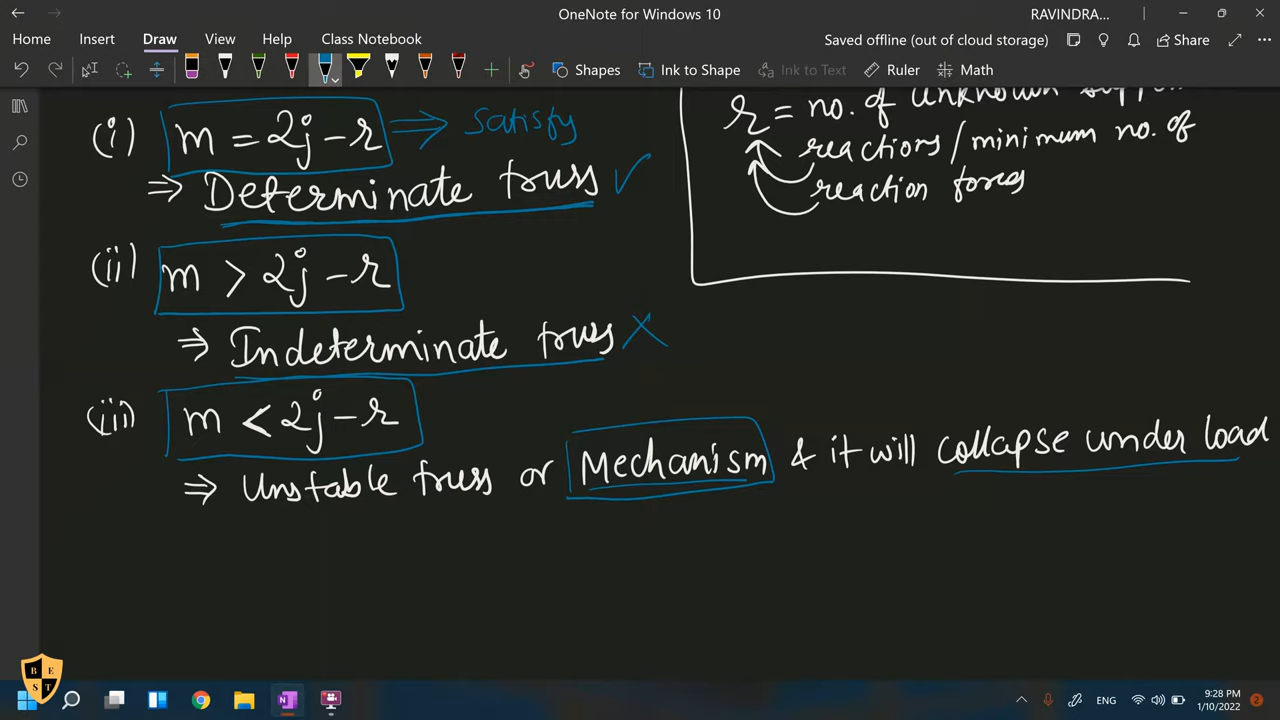 OneNote for Windows 10
RAVINDRA...
Home Insert Draw View Help Class Notebook
Saved offline (out of cloud storage)
Share
Shapes
Ink to Shape
Ink to Text
Ruler
Math
(i) m = 2j - r ⇒ Satisfy
⇒ Determinate truss ✓
(ii) m > 2j - r
⇒ Indeterminate truss ✗
(iii) m < 2j - r
⇒ Unstable truss or Mechanism & it will collapse under load
r = no. of unknown
reactions/minimum no. of
reaction forces
BEST
ENG
9:28 PM
1/10/2022
2